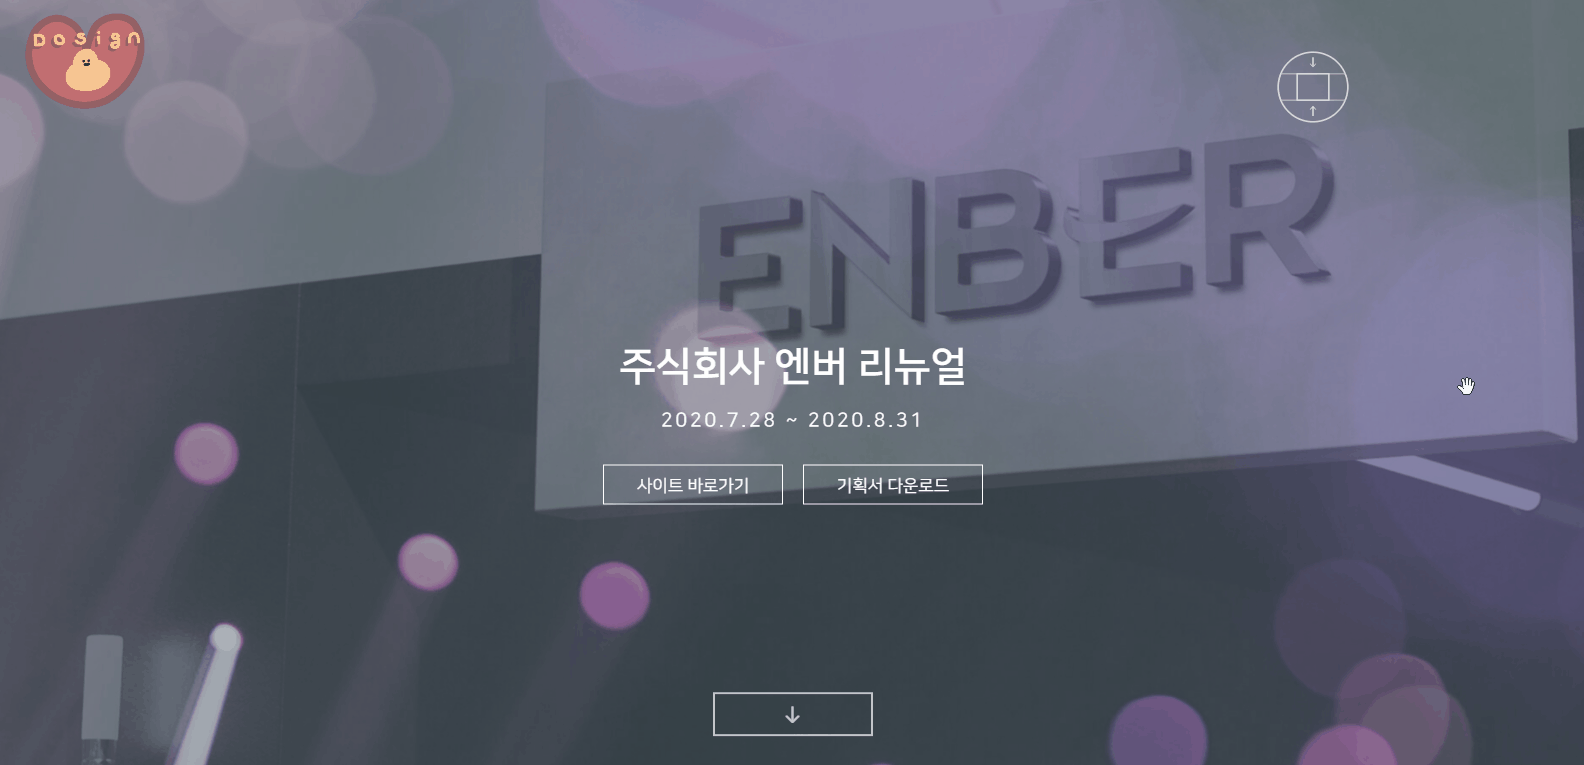 Dosign
ENBER
주식회사 엔버 리뉴얼
2020.7.28 ~ 2020.8.31
사이트 바로가기
기획서 다운로드